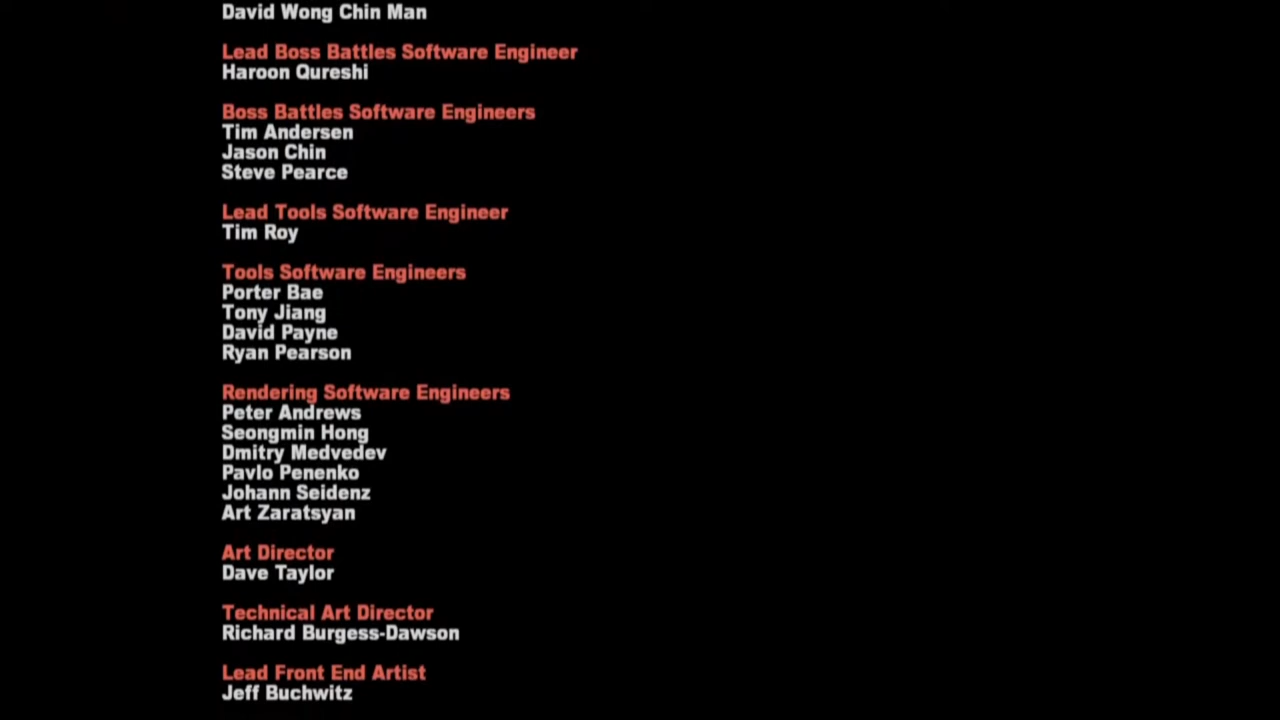 David Wong Chin Man
Lead Boss Battles Software Engineer
Haroon Qureshi
Boss Battles Software Engineers
Tim Andersen
Jason Chin
Steve Pearce
Lead Tools Software Engineer
Tim Roy
Tools Software Engineers
Porter Bae
Tony Jiang
David Payne
Ryan Pearson
Rendering Software Engineers
Peter Andrews
Seongmin Hong
Dmitry Medvedev
Pavlo Penenko
Johann Seidenz
Art Zaratsyan
Art Director
Dave Taylor
Technical Art Director
Richard Burgess-Dawson
Lead Front End Artist
Jeff Buchwitz